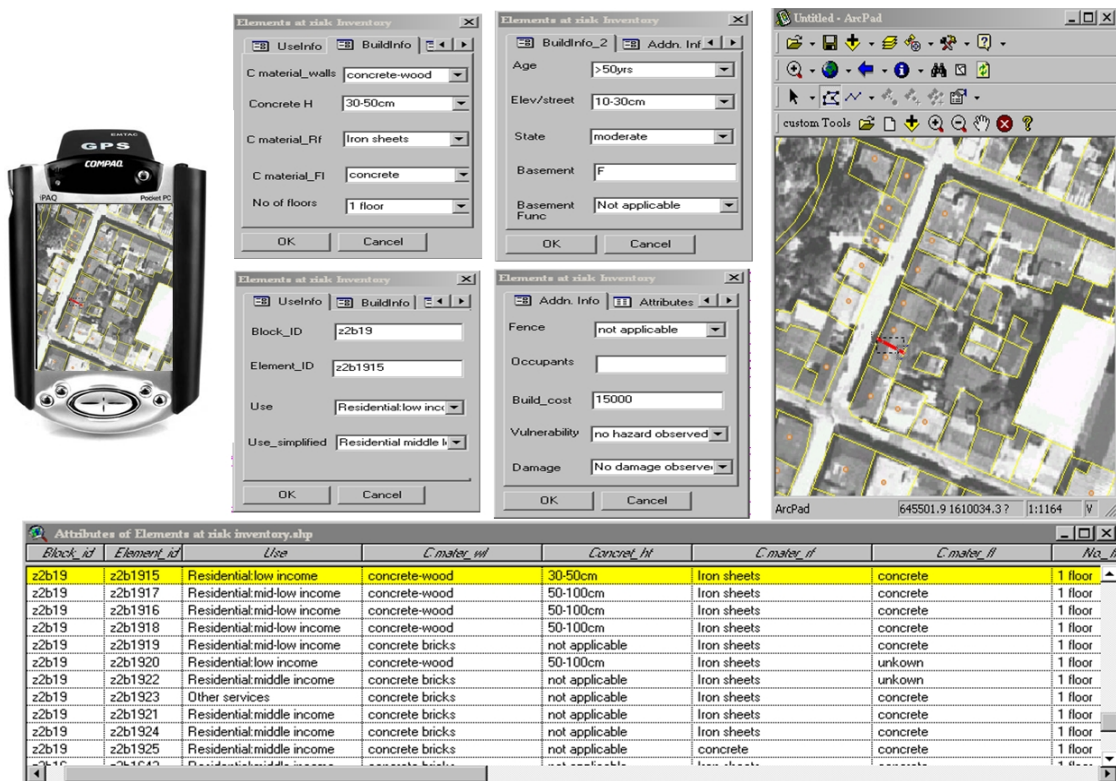 Elements at risk Inventory
UseInfo BuildInfo
C material_walls concrete-wood
Concrete H 30-50cm
C material_Rf Iron sheets
C material_Fl concrete
No of floors 1 floor
OK Cancel
Elements at risk Inventory
BuildInfo_2 Addn. Inf
Age >50yrs
Elev/street 10-30cm
State moderate
Basement F
Basement Func Not applicable
OK Cancel
Untitled - ArcPad
custom Tools
ArcPad 645501.9 1610034.3 ? 1:1164 V
EMTAC
GPS
COMPAQ
iPAQ Pocket PC
Elements at risk Inventory
UseInfo BuildInfo
Block_ID z2b19
Element_ID z2b1915
Use Residential:low inc
Use_simplified Residential middle l
OK Cancel
Elements at risk Inventory
Addn. Info Attributes
Fence not applicable
Occupants
Build_cost 15000
Vulnerability no hazard observed
Damage No damage observe
OK Cancel
Attributes of Elements at risk inventory.shp
Block_id Element_id Use C mater_wl Concret_ht C mater_rf C mater_fl No_fl
z2b19 z2b1915 Residential:low income concrete-wood 30-50cm Iron sheets concrete 1 floor
z2b19 z2b1917 Residential:mid-low income concrete-wood 50-100cm Iron sheets concrete 1 floor
z2b19 z2b1916 Residential:mid-low income concrete-wood 50-100cm Iron sheets concrete 1 floor
z2b19 z2b1918 Residential:mid-low income concrete-wood 50-100cm Iron sheets concrete 1 floor
z2b19 z2b1919 Residential:mid-low income concrete bricks not applicable Iron sheets concrete 1 floor
z2b19 z2b1920 Residential:low income concrete-wood 50-100cm Iron sheets unkown 1 floor
z2b19 z2b1922 Residential:middle income concrete bricks not applicable Iron sheets unkown 1 floor
z2b19 z2b1923 Other services concrete bricks not applicable Iron sheets concrete 1 floor
z2b19 z2b1921 Residential:middle income concrete bricks not applicable Iron sheets concrete 1 floor
z2b19 z2b1924 Residential:middle income concrete bricks not applicable Iron sheets concrete 1 floor
z2b19 z2b1925 Residential:middle income concrete bricks not applicable concrete concrete 1 floor